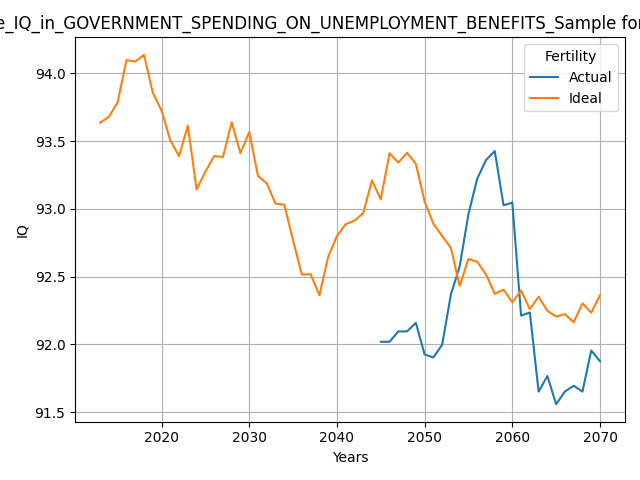 e_IQ_in_GOVERNMENT_SPENDING_ON_UNEMPLOYMENT_BENEFITS_Sample for
Fertility
Actual
Ideal
94.0
93.5
93.0
92.5
92.0
91.5
IQ
2020 2030 2040 2050 2060 2070
Years